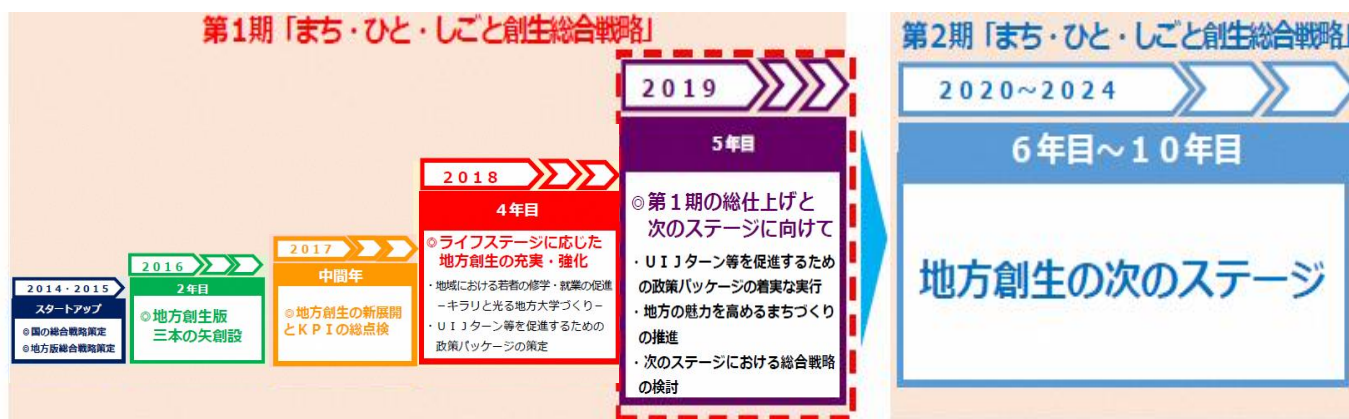 第1期「まち・ひと・しごと創生総合戦略」
2014・2015
スタートアップ
◎国の総合戦略策定
◎地方版総合戦略策定
2016
2年目
◎地方創生版
三本の矢創設
2017
中間年
◎地方創生の新展開
とKPIの総点検
2018
4年目
◎ライフステージに応じた
地方創生の充実・強化
・地域における若者の修学・就業の促進
－キラリと光る地方大学づくり－
・UIJターン等を促進するための
政策パッケージの策定
2019
5年目
◎第1期の総仕上げと
次のステージに向けて
・UIJターン等を促進するため
の政策パッケージの着実な実行
・地方の魅力を高めるまちづくり
の推進
・次のステージにおける総合戦略
の検討
第2期「まち・ひと・しごと創生総合戦略」
2020～2024
6年目～10年目
地方創生の次のステージ